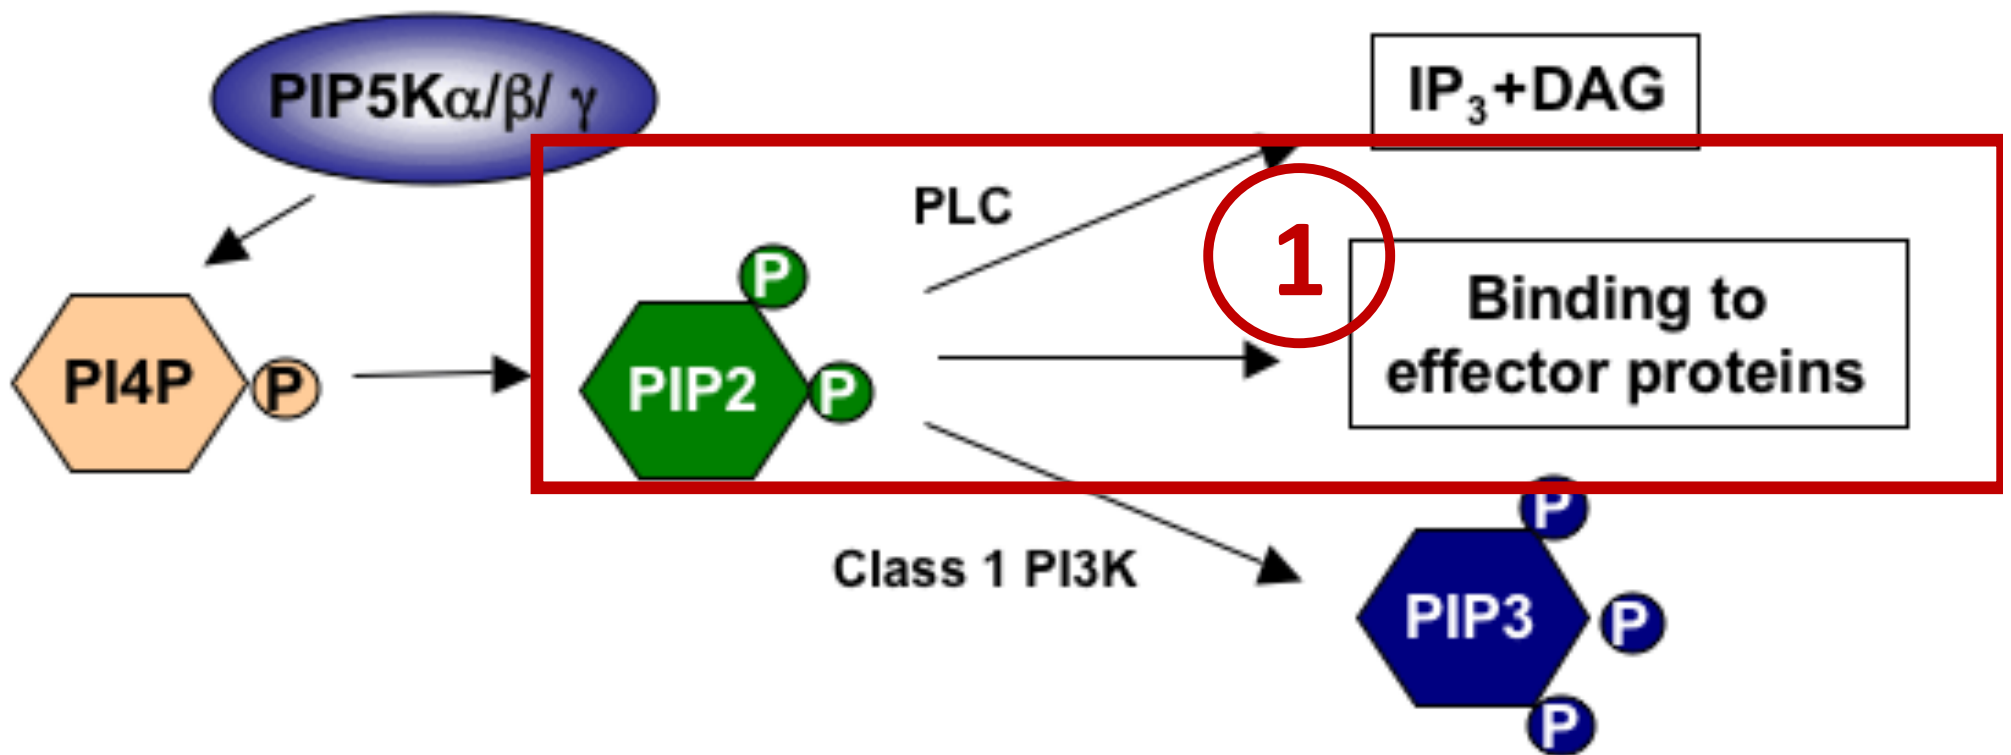 PIP5Kα/β/ γ
IP₃+DAG
PLC
1
P
Binding to
effector proteins
PI4P
P
PIP2
P
Class 1 PI3K
P
PIP3
P
P